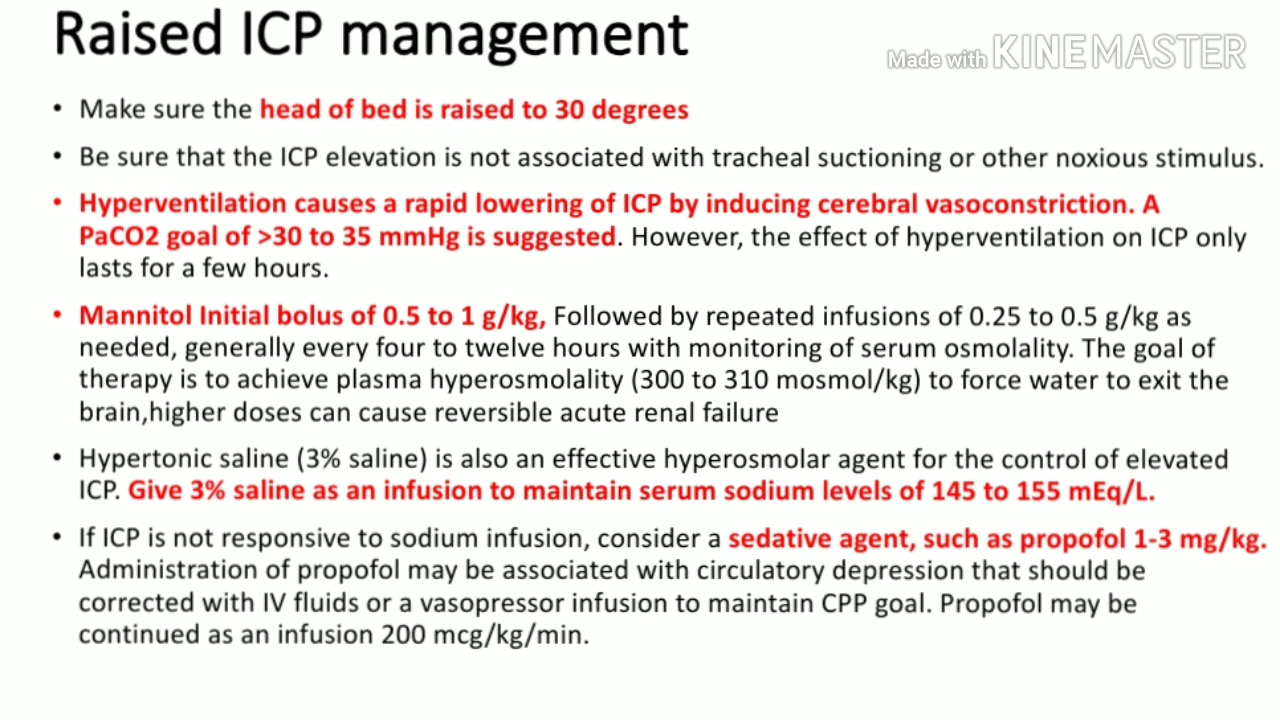 Raised ICP management
Made with KINEMASTER
• Make sure the head of bed is raised to 30 degrees
• Be sure that the ICP elevation is not associated with tracheal suctioning or other noxious stimulus.
• Hyperventilation causes a rapid lowering of ICP by inducing cerebral vasoconstriction. A
PaCO2 goal of >30 to 35 mmHg is suggested. However, the effect of hyperventilation on ICP only
lasts for a few hours.
• Mannitol Initial bolus of 0.5 to 1 g/kg, Followed by repeated infusions of 0.25 to 0.5 g/kg as
needed, generally every four to twelve hours with monitoring of serum osmolality. The goal of
therapy is to achieve plasma hyperosmolality (300 to 310 mosmol/kg) to force water to exit the
brain,higher doses can cause reversible acute renal failure
• Hypertonic saline (3% saline) is also an effective hyperosmolar agent for the control of elevated
ICP. Give 3% saline as an infusion to maintain serum sodium levels of 145 to 155 mEq/L.
• If ICP is not responsive to sodium infusion, consider a sedative agent, such as propofol 1-3 mg/kg.
Administration of propofol may be associated with circulatory depression that should be
corrected with IV fluids or a vasopressor infusion to maintain CPP goal. Propofol may be
continued as an infusion 200 mcg/kg/min.